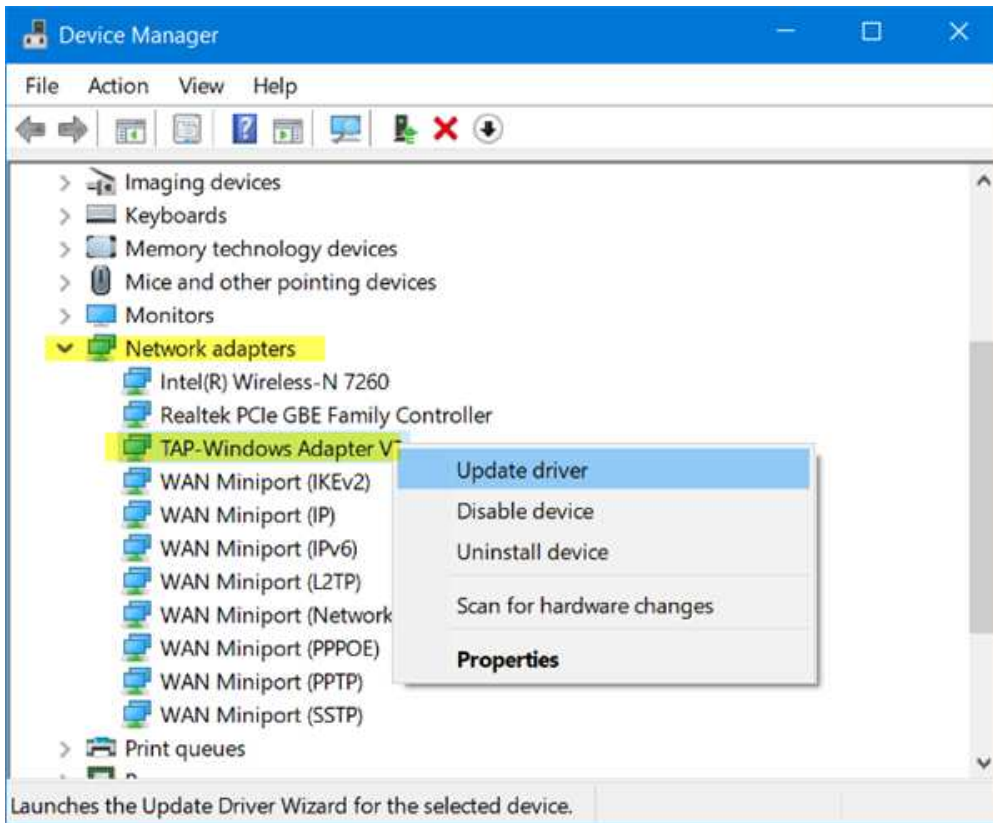 Device Manager
File Action View Help
Imaging devices
Keyboards
Memory technology devices
Mice and other pointing devices
Monitors
Network adapters
Intel(R) Wireless-N 7260
Realtek PCIe GBE Family Controller
TAP-Windows Adapter
Update driver
WAN Miniport (IKEv2)
Disable device
WAN Miniport (IP)
Uninstall device
WAN Miniport (IPv6)
WAN Miniport (L2TP)
Scan for hardware changes
WAN Miniport (Network
WAN Miniport (PPPOE)
Properties
WAN Miniport (PPTP)
WAN Miniport (SSTP)
Print queues
Launches the Update Driver Wizard for the selected device.